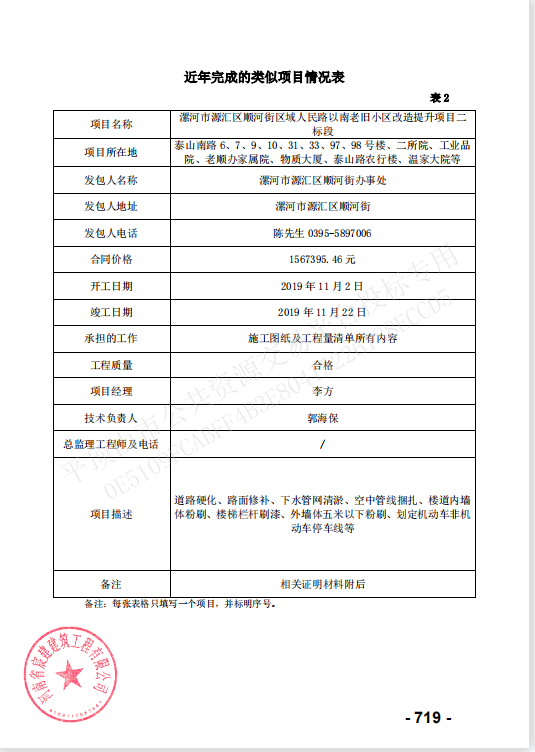 近年完成的类似项目情况表
表 2
项目名称
漯河市源汇区顺河街区域人民路以南老旧小区改造提升项目二
标段
项目所在地
泰山南路 6、7、9、10、31、33、97、98 号楼、二所院、工业品
院、老顺办家属院、物质大厦、泰山路农行楼、温家大院等
发包人名称
漯河市源汇区顺河街办事处
发包人地址
漯河市源汇区顺河街
发包人电话
陈先生 0395-5897006
合同价格
1567395.46 元
开工日期
2019 年 11 月 2 日
竣工日期
2019 年 11 月 22 日
承担的工作
施工图纸及工程量清单所有内容
工程质量
合格
项目经理
李方
技术负责人
郭海保
总监理工程师及电话
/
项目描述
道路硬化、路面修补、下水管网清淤、空中管线捆扎、楼道内墙
体粉刷、楼梯栏杆刷漆、外墙体五米以下粉刷、划定机动车非机
动车停车线等
备注
相关证明材料附后
备注：每张表格只填写一个项目，并标明序号。
河南省宸建建筑工程有限公司
- 719 -